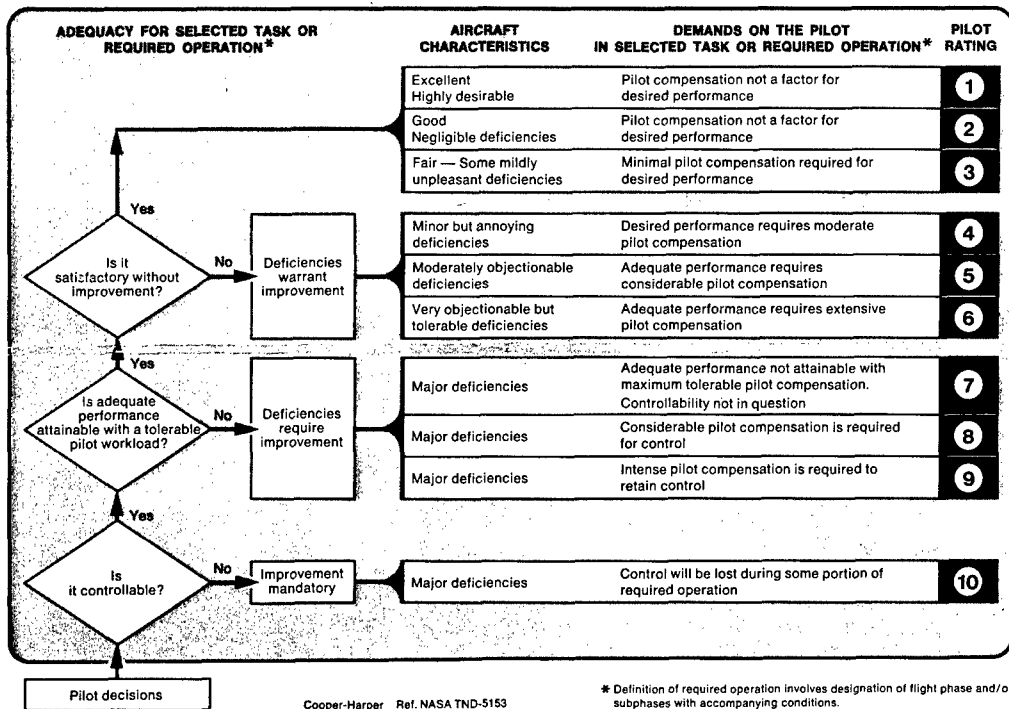 ADEQUACY FOR SELECTED TASK OR
REQUIRED OPERATION*
AIRCRAFT
CHARACTERISTICS
DEMANDS ON THE PILOT
IN SELECTED TASK OR REQUIRED OPERATION*
PILOT
RATING
Excellent
Highly desirable
Pilot compensation not a factor for
desired performance
1
Good
Negligible deficiencies
Pilot compensation not a factor for
desired performance
2
Fair — Some mildly
unpleasant deficiencies
Minimal pilot compensation required for
desired performance
3
Yes
Is it
satisfactory without
improvement?
No
Deficiencies
warrant
improvement
Minor but annoying
deficiencies
Desired performance requires moderate
pilot compensation
4
Moderately objectionable
deficiencies
Adequate performance requires
considerable pilot compensation
5
Very objectionable but
tolerable deficiencies
Adequate performance requires extensive
pilot compensation
6
Yes
Is adequate
performance
attainable with a tolerable
pilot workload?
No
Deficiencies
require
improvement
Major deficiencies
Adequate performance not attainable with
maximum tolerable pilot compensation.
Controllability not in question
7
Major deficiencies
Considerable pilot compensation is required
for control
8
Major deficiencies
Intense pilot compensation is required to
retain control
9
Yes
Is
it controllable?
No
Improvement
mandatory
Major deficiencies
Control will be lost during some portion of
required operation
10
Pilot decisions
Cooper-Harper Ref. NASA TND-5153
* Definition of required operation involves designation of flight phase and/o
subphases with accompanying conditions.